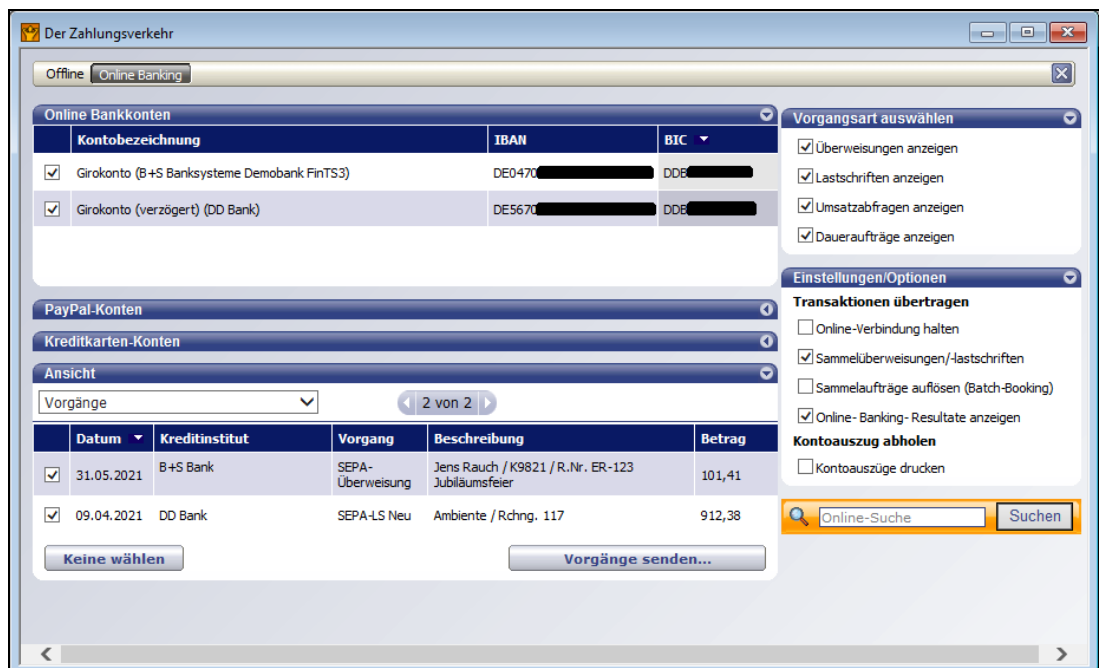 Der Zahlungsverkehr
Offline Online Banking
Online Bankkonten
Kontobezeichnung IBAN BIC
Girokonto (B+S Banksysteme Demobank FinTS3) DE0470 DDB
Girokonto (verzögert) (DD Bank) DE5670 DDB
PayPal-Konten
Kreditkarten-Konten
Ansicht
Vorgänge 2 von 2
Datum Kreditinstitut Vorgang Beschreibung Betrag
31.05.2021 B+S Bank SEPA-Überweisung Jens Rauch / K9821 / R.Nr. ER-123 Jubiläumsfeier 101,41
09.04.2021 DD Bank SEPA-LS Neu Ambiente / Rchng. 117 912,38
Keine wählen Vorgänge senden...
Vorgangsart auswählen
Überweisungen anzeigen
Lastschriften anzeigen
Umsatzabfragen anzeigen
Daueraufträge anzeigen
Einstellungen/Optionen
Transaktionen übertragen
Online-Verbindung halten
Sammelüberweisungen/-lastschriften
Sammelaufträge auflösen (Batch-Booking)
Online- Banking- Resultate anzeigen
Kontoauszug abholen
Kontoauszüge drucken
Online-Suche Suchen